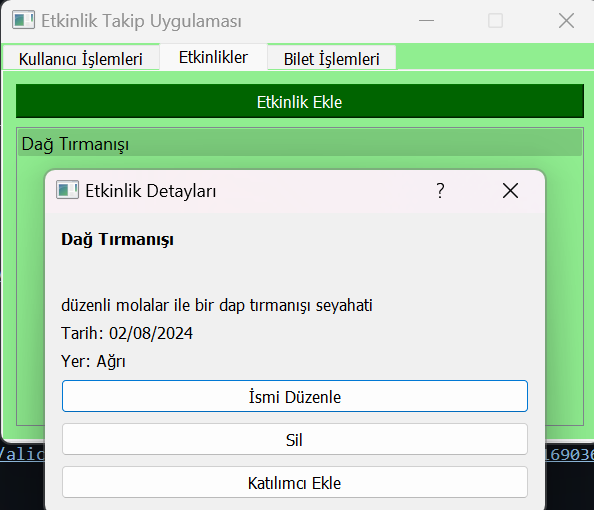 Etkinlik Takip Uygulaması
Kullanıcı İşlemleri Etkinlikler Bilet İşlemleri
Etkinlik Ekle
Dağ Tırmanışı
Etkinlik Detayları ?
Dağ Tırmanışı
düzenli molalar ile bir dap tırmanışı seyahati
Tarih: 02/08/2024
Yer: Ağrı
İsmi Düzenle
/alic 169036
Sil
Katılımcı Ekle